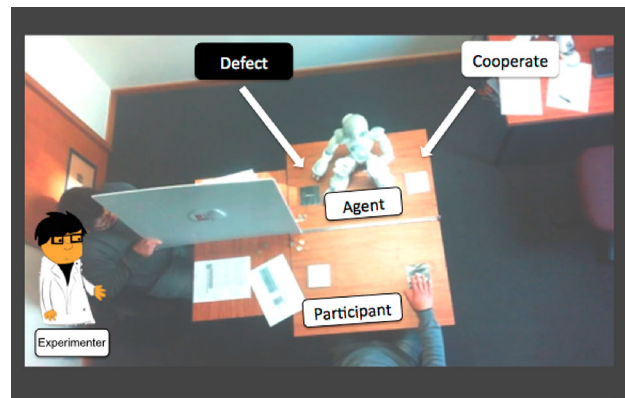 Defect
Cooperate
Agent
Participant
Experimenter